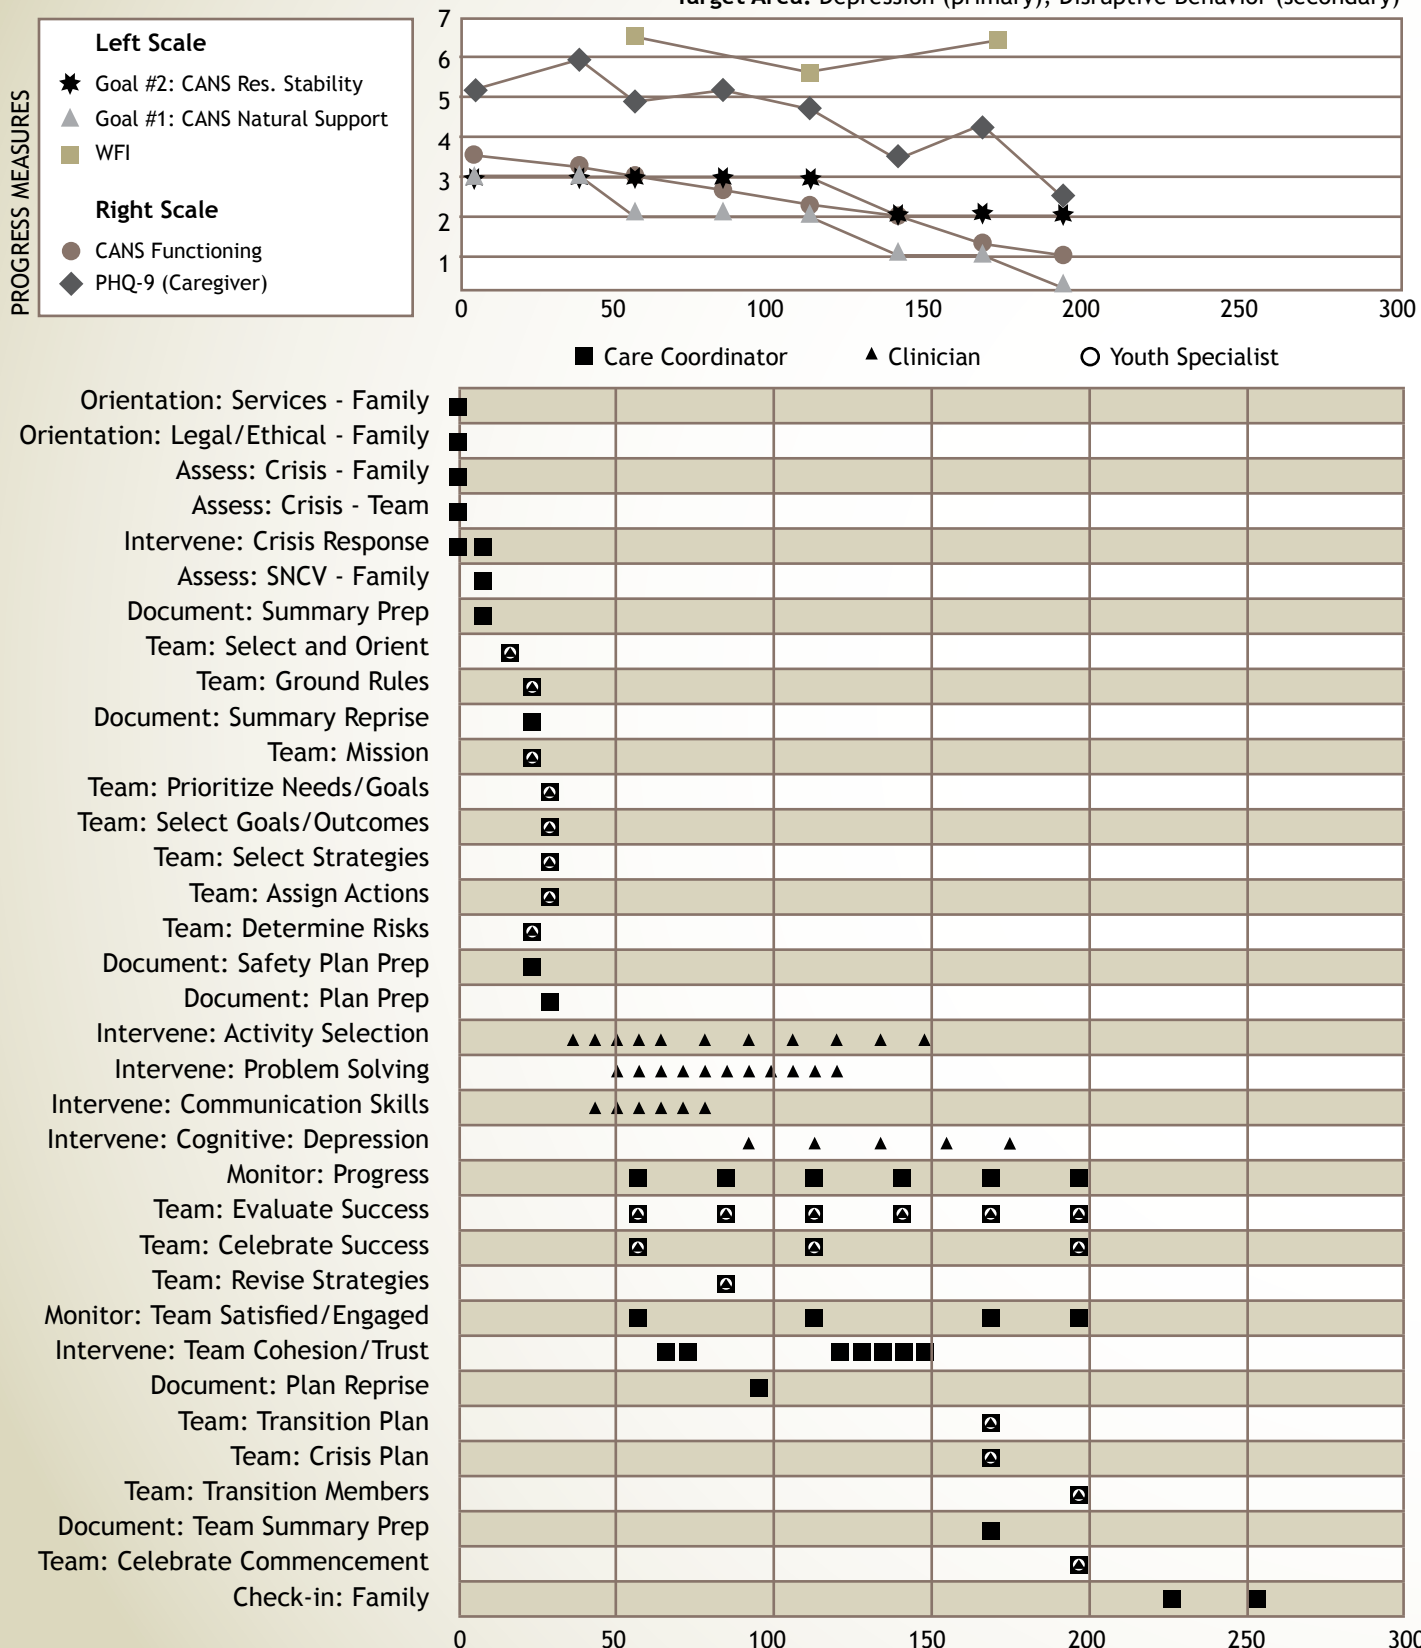 Target Area: Depression (primary), Disruptive Behavior (secondary)
PROGRESS MEASURES
Left Scale
Goal #2: CANS Res. Stability
Goal #1: CANS Natural Support
WFI
Right Scale
CANS Functioning
PHQ-9 (Caregiver)
7
6
5
4
3
2
1
0 50 100 150 200 250 300
Care Coordinator Clinician Youth Specialist
Orientation: Services - Family
Orientation: Legal/Ethical - Family
Assess: Crisis - Family
Assess: Crisis - Team
Intervene: Crisis Response
Assess: SNCV - Family
Document: Summary Prep
Team: Select and Orient
Team: Ground Rules
Document: Summary Reprise
Team: Mission
Team: Prioritize Needs/Goals
Team: Select Goals/Outcomes
Team: Select Strategies
Team: Assign Actions
Team: Determine Risks
Document: Safety Plan Prep
Document: Plan Prep
Intervene: Activity Selection
Intervene: Problem Solving
Intervene: Communication Skills
Intervene: Cognitive: Depression
Monitor: Progress
Team: Evaluate Success
Team: Celebrate Success
Team: Revise Strategies
Monitor: Team Satisfied/Engaged
Intervene: Team Cohesion/Trust
Document: Plan Reprise
Team: Transition Plan
Team: Crisis Plan
Team: Transition Members
Document: Team Summary Prep
Team: Celebrate Commencement
Check-in: Family
0 50 100 150 200 250 300